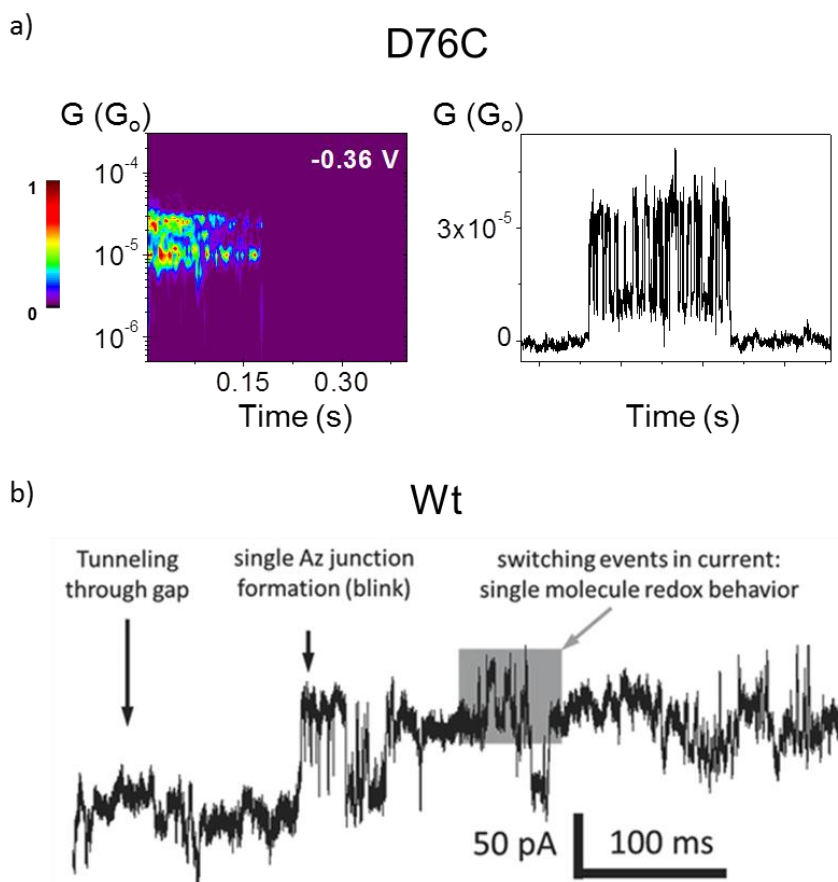 a)
D76C
G (Gₒ)
-0.36 V
1
0
10⁻⁴
10⁻⁵
10⁻⁶
0.15 0.30
Time (s)
G (Gₒ)
3x10⁻⁵
0
Time (s)
b)
Wt
Tunneling
through gap
single Az junction
formation (blink)
switching events in current:
single molecule redox behavior
50 pA
100 ms